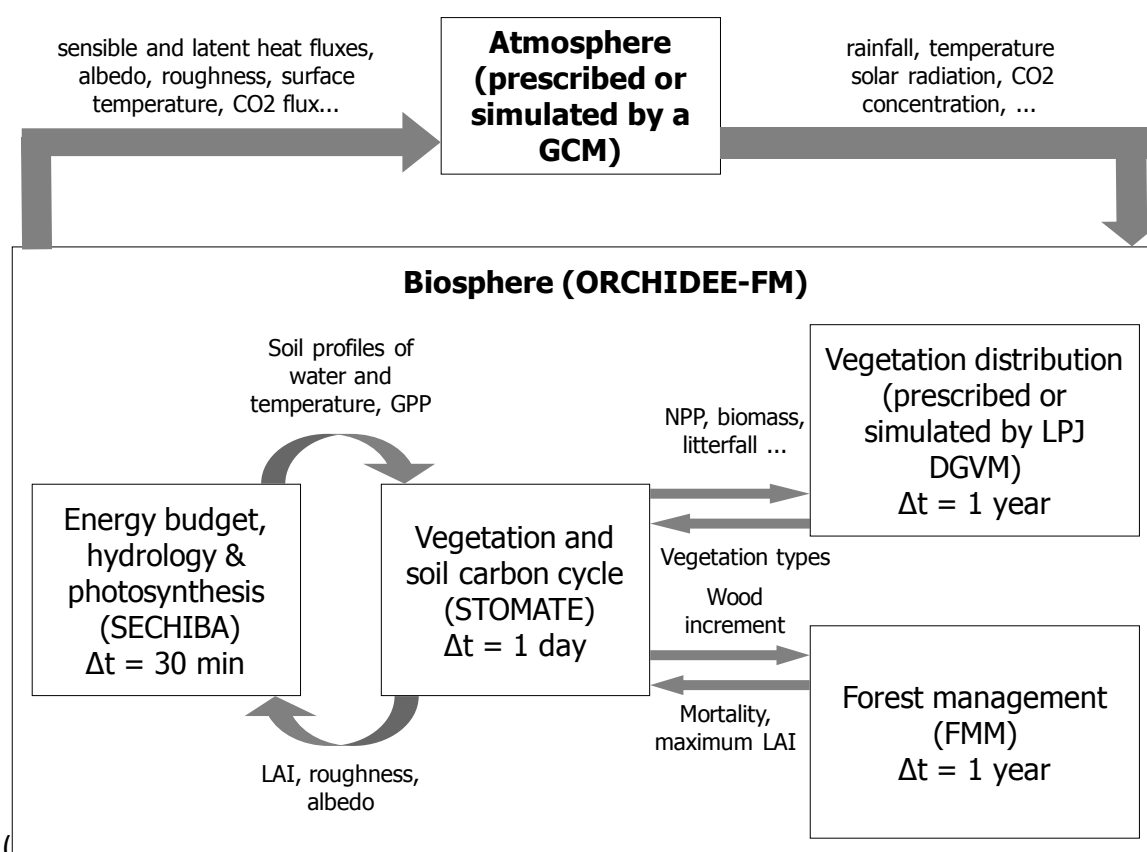 sensible and latent heat fluxes,
albedo, roughness, surface
temperature, CO2 flux...
Atmosphere
(prescribed or
simulated by a
GCM)
rainfall, temperature
solar radiation, CO2
concentration, ...
Biosphere (ORCHIDEE-FM)
Soil profiles of
water and
temperature, GPP
Energy budget,
hydrology &
photosynthesis
(SECHIBA)
Δt = 30 min
Vegetation and
soil carbon cycle
(STOMATE)
Δt = 1 day
LAI, roughness,
albedo
NPP, biomass,
litterfall ...
Vegetation types
Vegetation distribution
(prescribed or
simulated by LPJ
DGVM)
Δt = 1 year
Wood
increment
Mortality,
maximum LAI
Forest management
(FMM)
Δt = 1 year
(